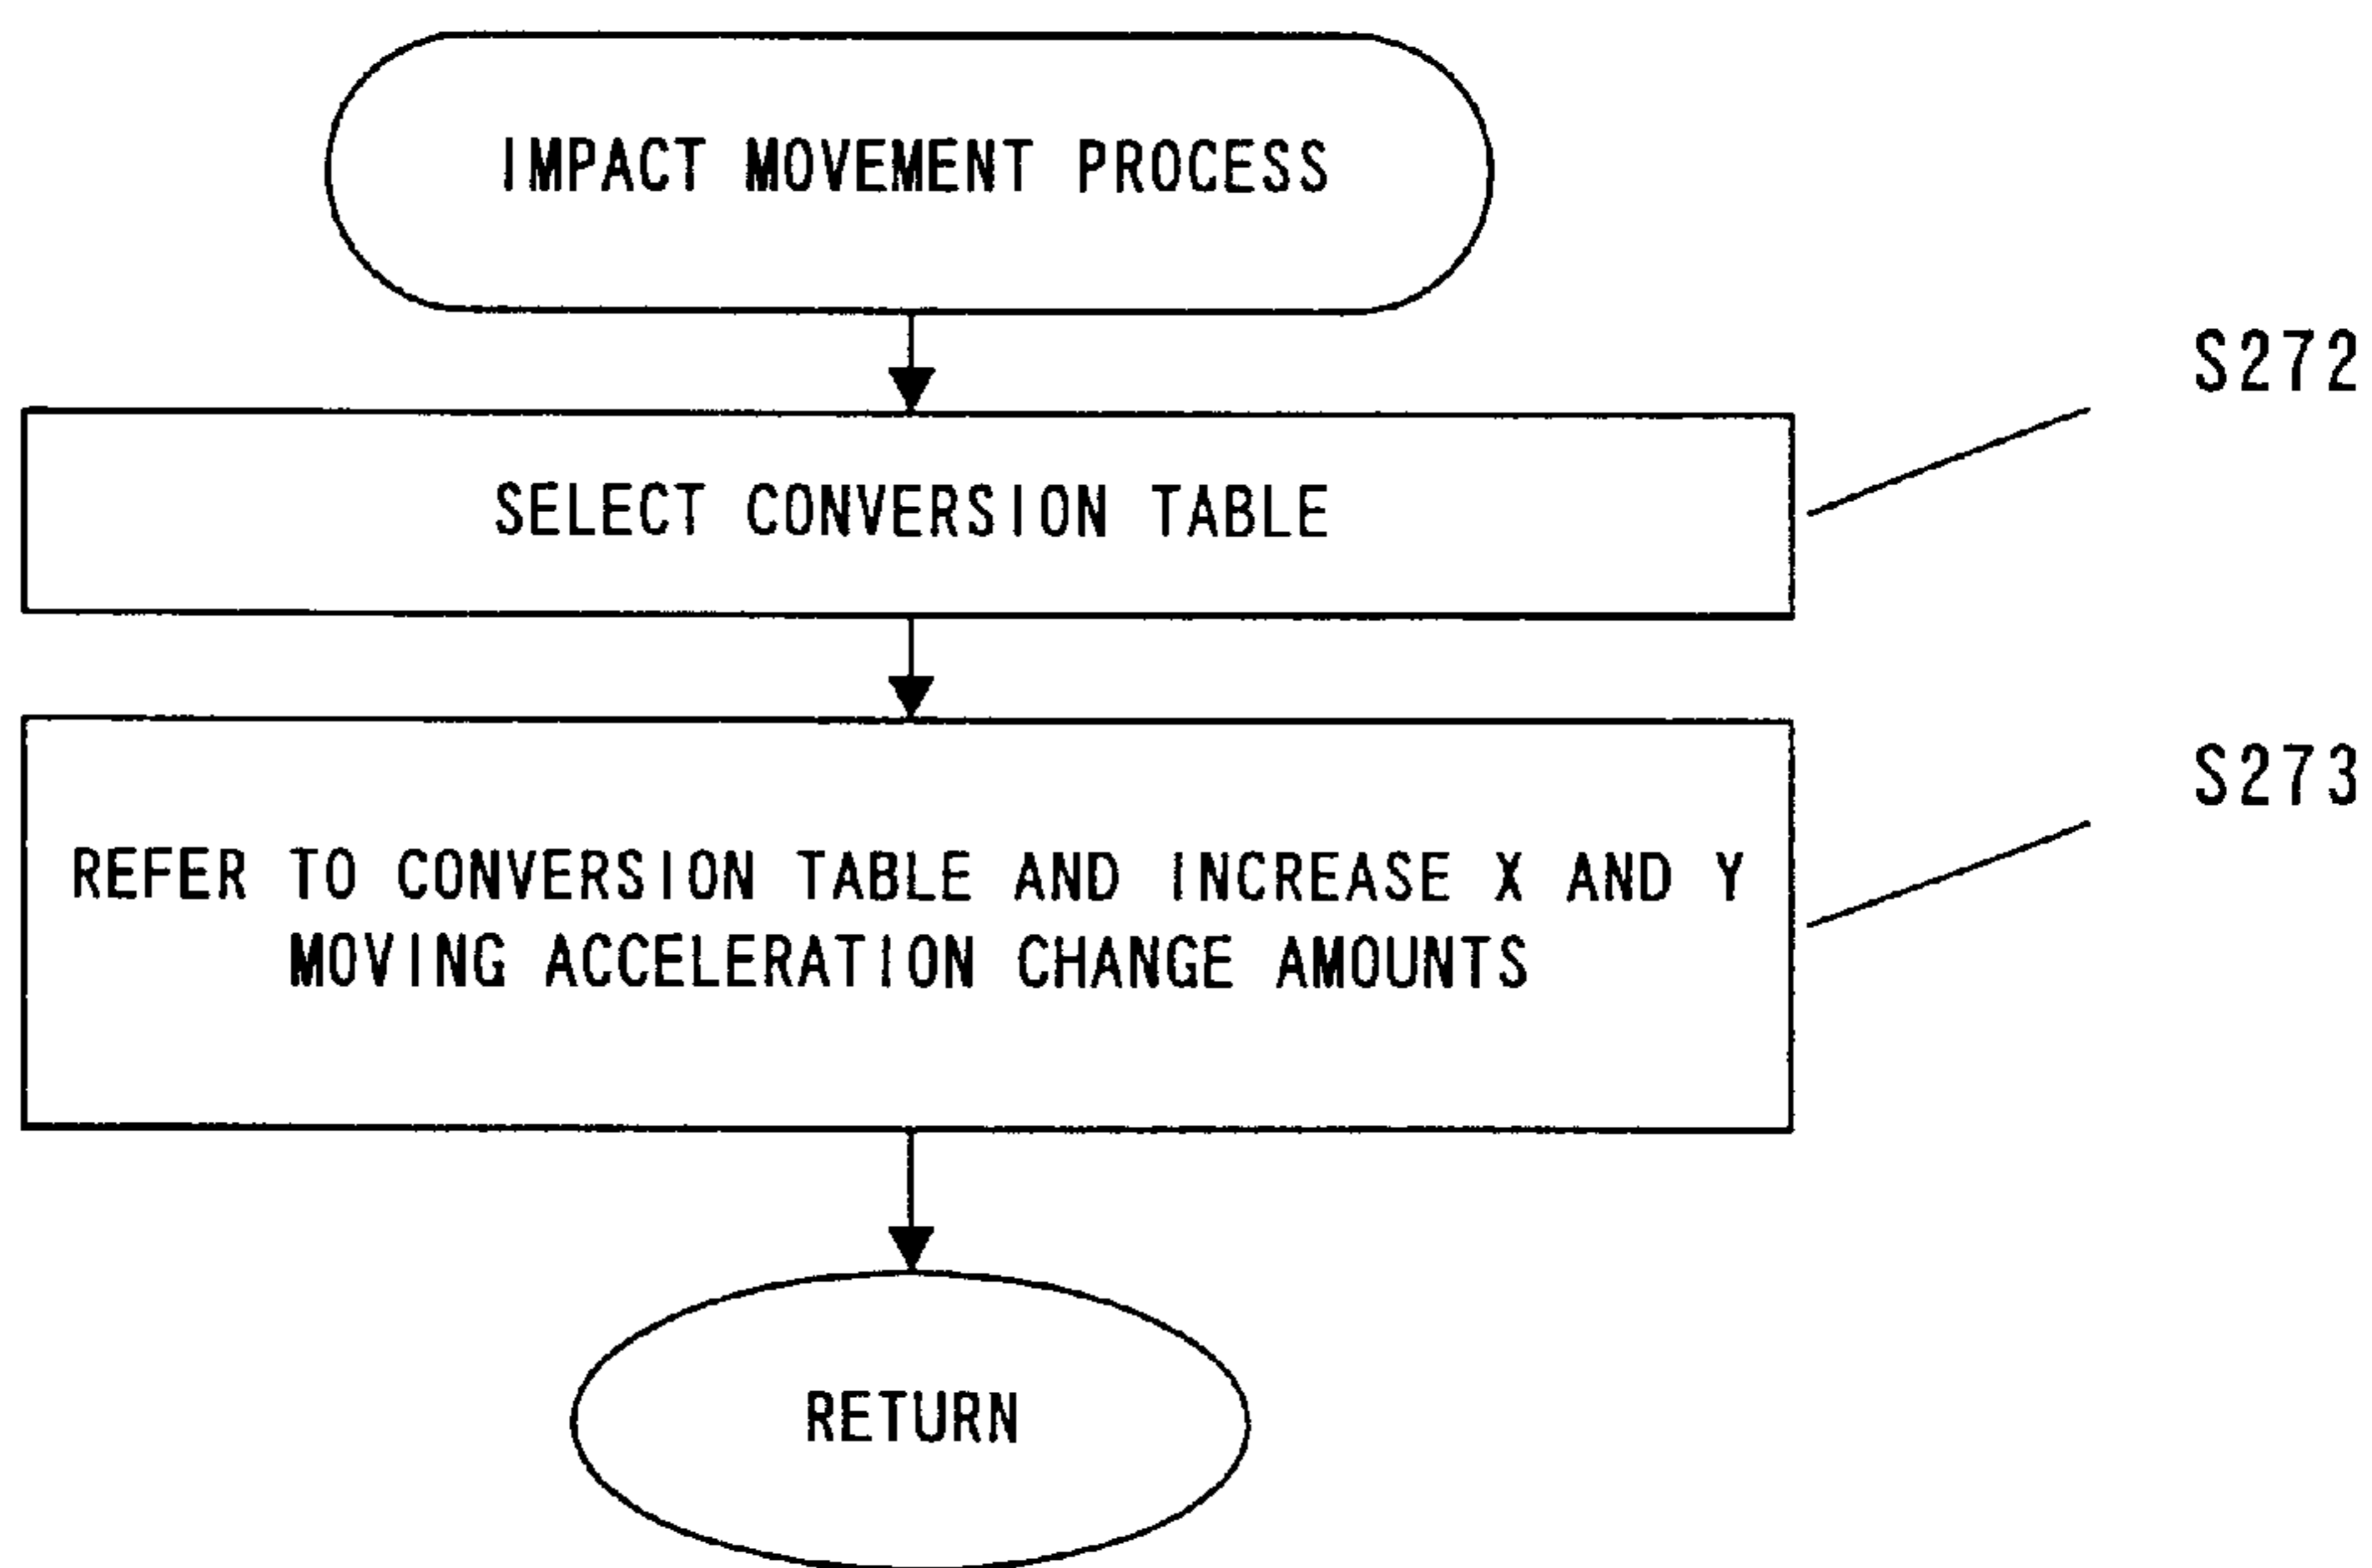 IMPACT MOVEMENT PROCESS
S272
SELECT CONVERSION TABLE
S273
REFER TO CONVERSION TABLE AND INCREASE X AND Y
MOVING ACCELERATION CHANGE AMOUNTS
RETURN